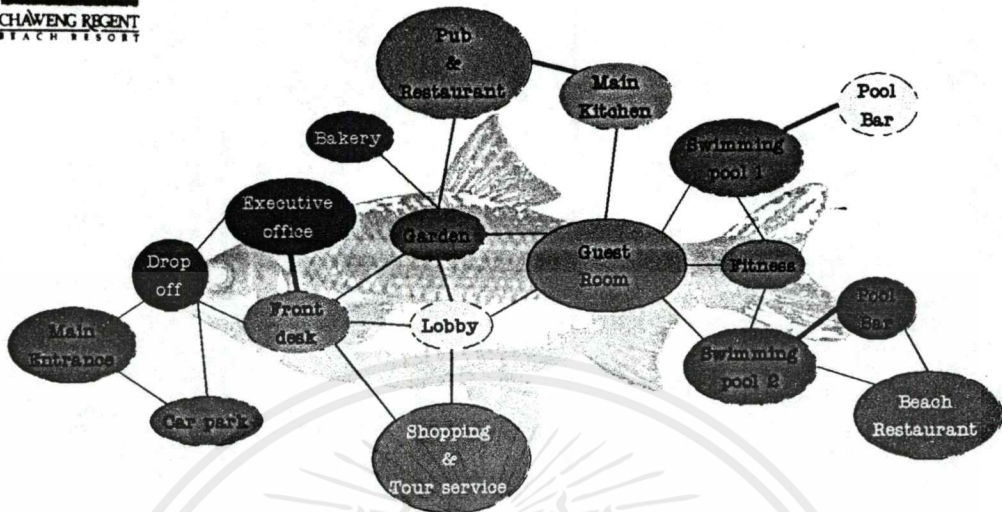 CHAWENG REGENT
BEACH RESORT
Pub
&
Restaurant
Main
Kitchen
Pool
Bar
Bakery
Swimming
pool 1
Executive
office
Garden
Drop
off
Guest
Room
Fitness
Front
desk
Lobby
Pool
Bar
Main
Entrance
Swimming
pool 2
Car park
Shopping
&
Tour service
Beach
Restaurant